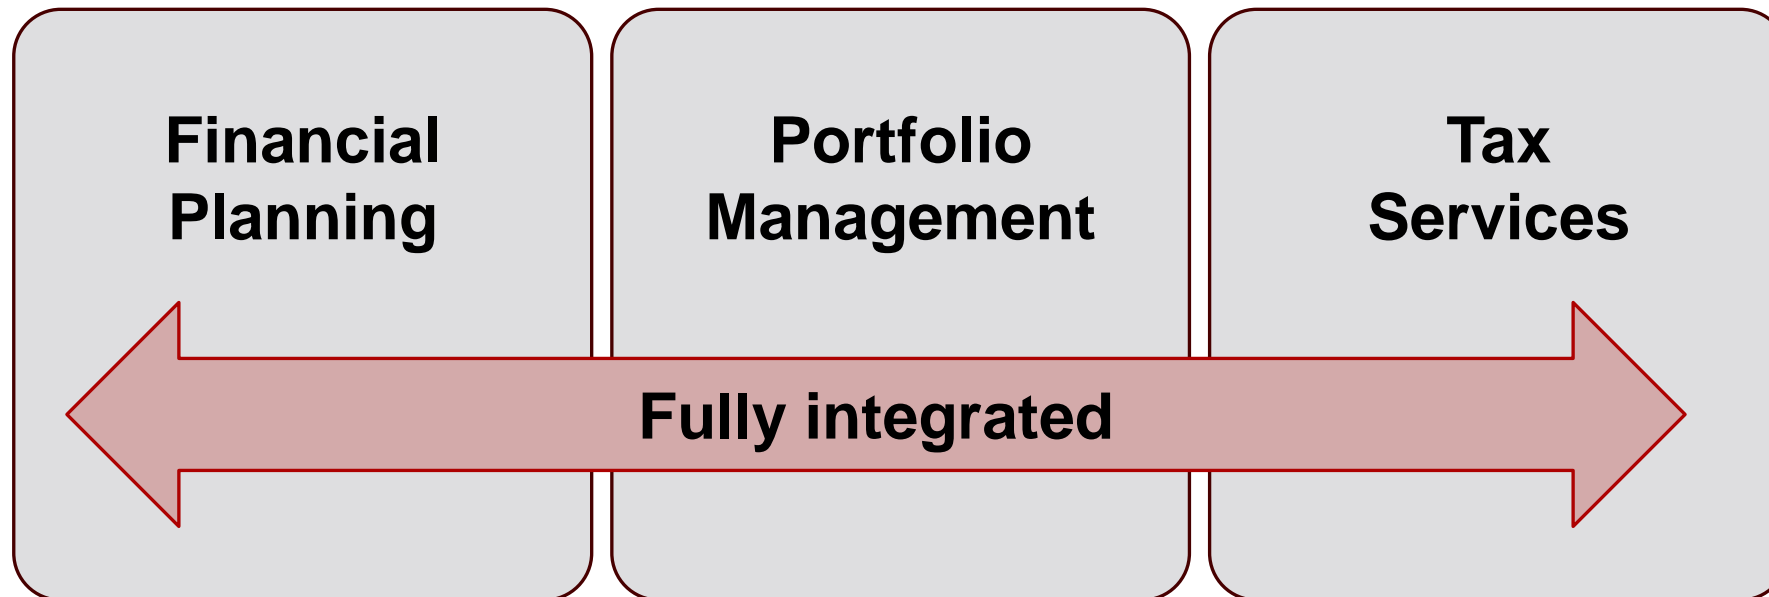 Financial
Planning
Portfolio
Management
Tax
Services
Fully integrated